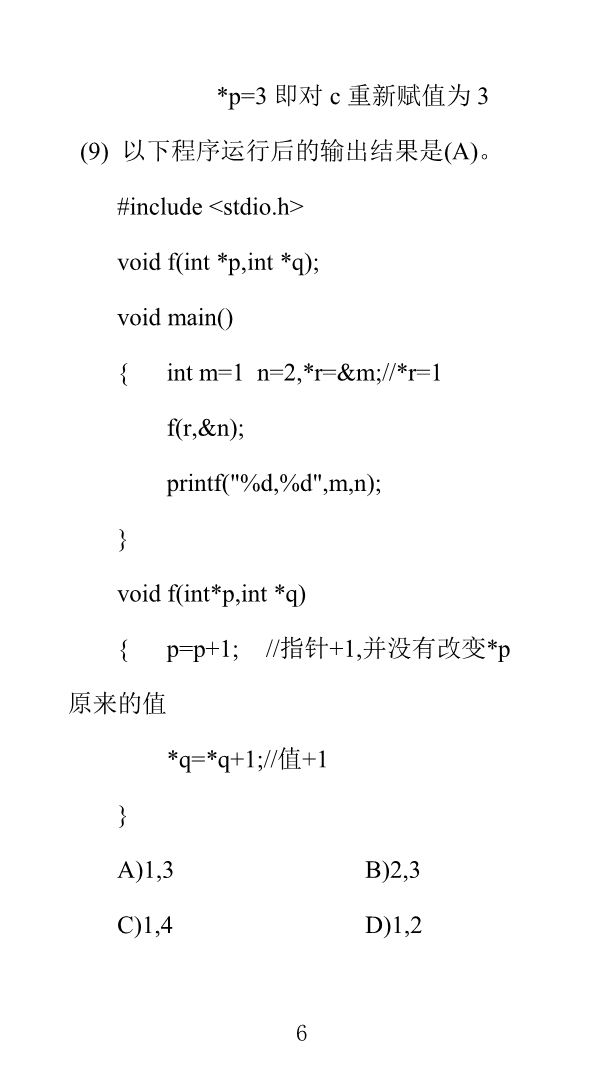 *p=3 即对 c 重新赋值为 3
(9) 以下程序运行后的输出结果是(A)。
#include <stdio.h>
void f(int *p,int *q);
void main()
{ int m=1 n=2,*r=&m;//*r=1
f(r,&n);
printf("%d,%d",m,n);
}
void f(int*p,int *q)
{ p=p+1; //指针+1,并没有改变*p
原来的值
*q=*q+1;//值+1
}
A)1,3 B)2,3
C)1,4 D)1,2
6